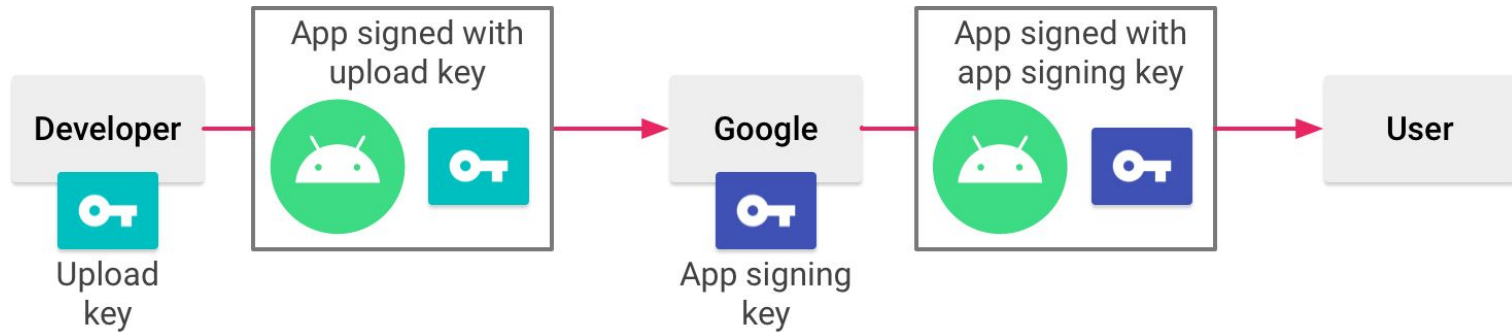 App signed with
upload key
App signed with
app signing key
Developer
Google
User
Upload
key
App signing
key